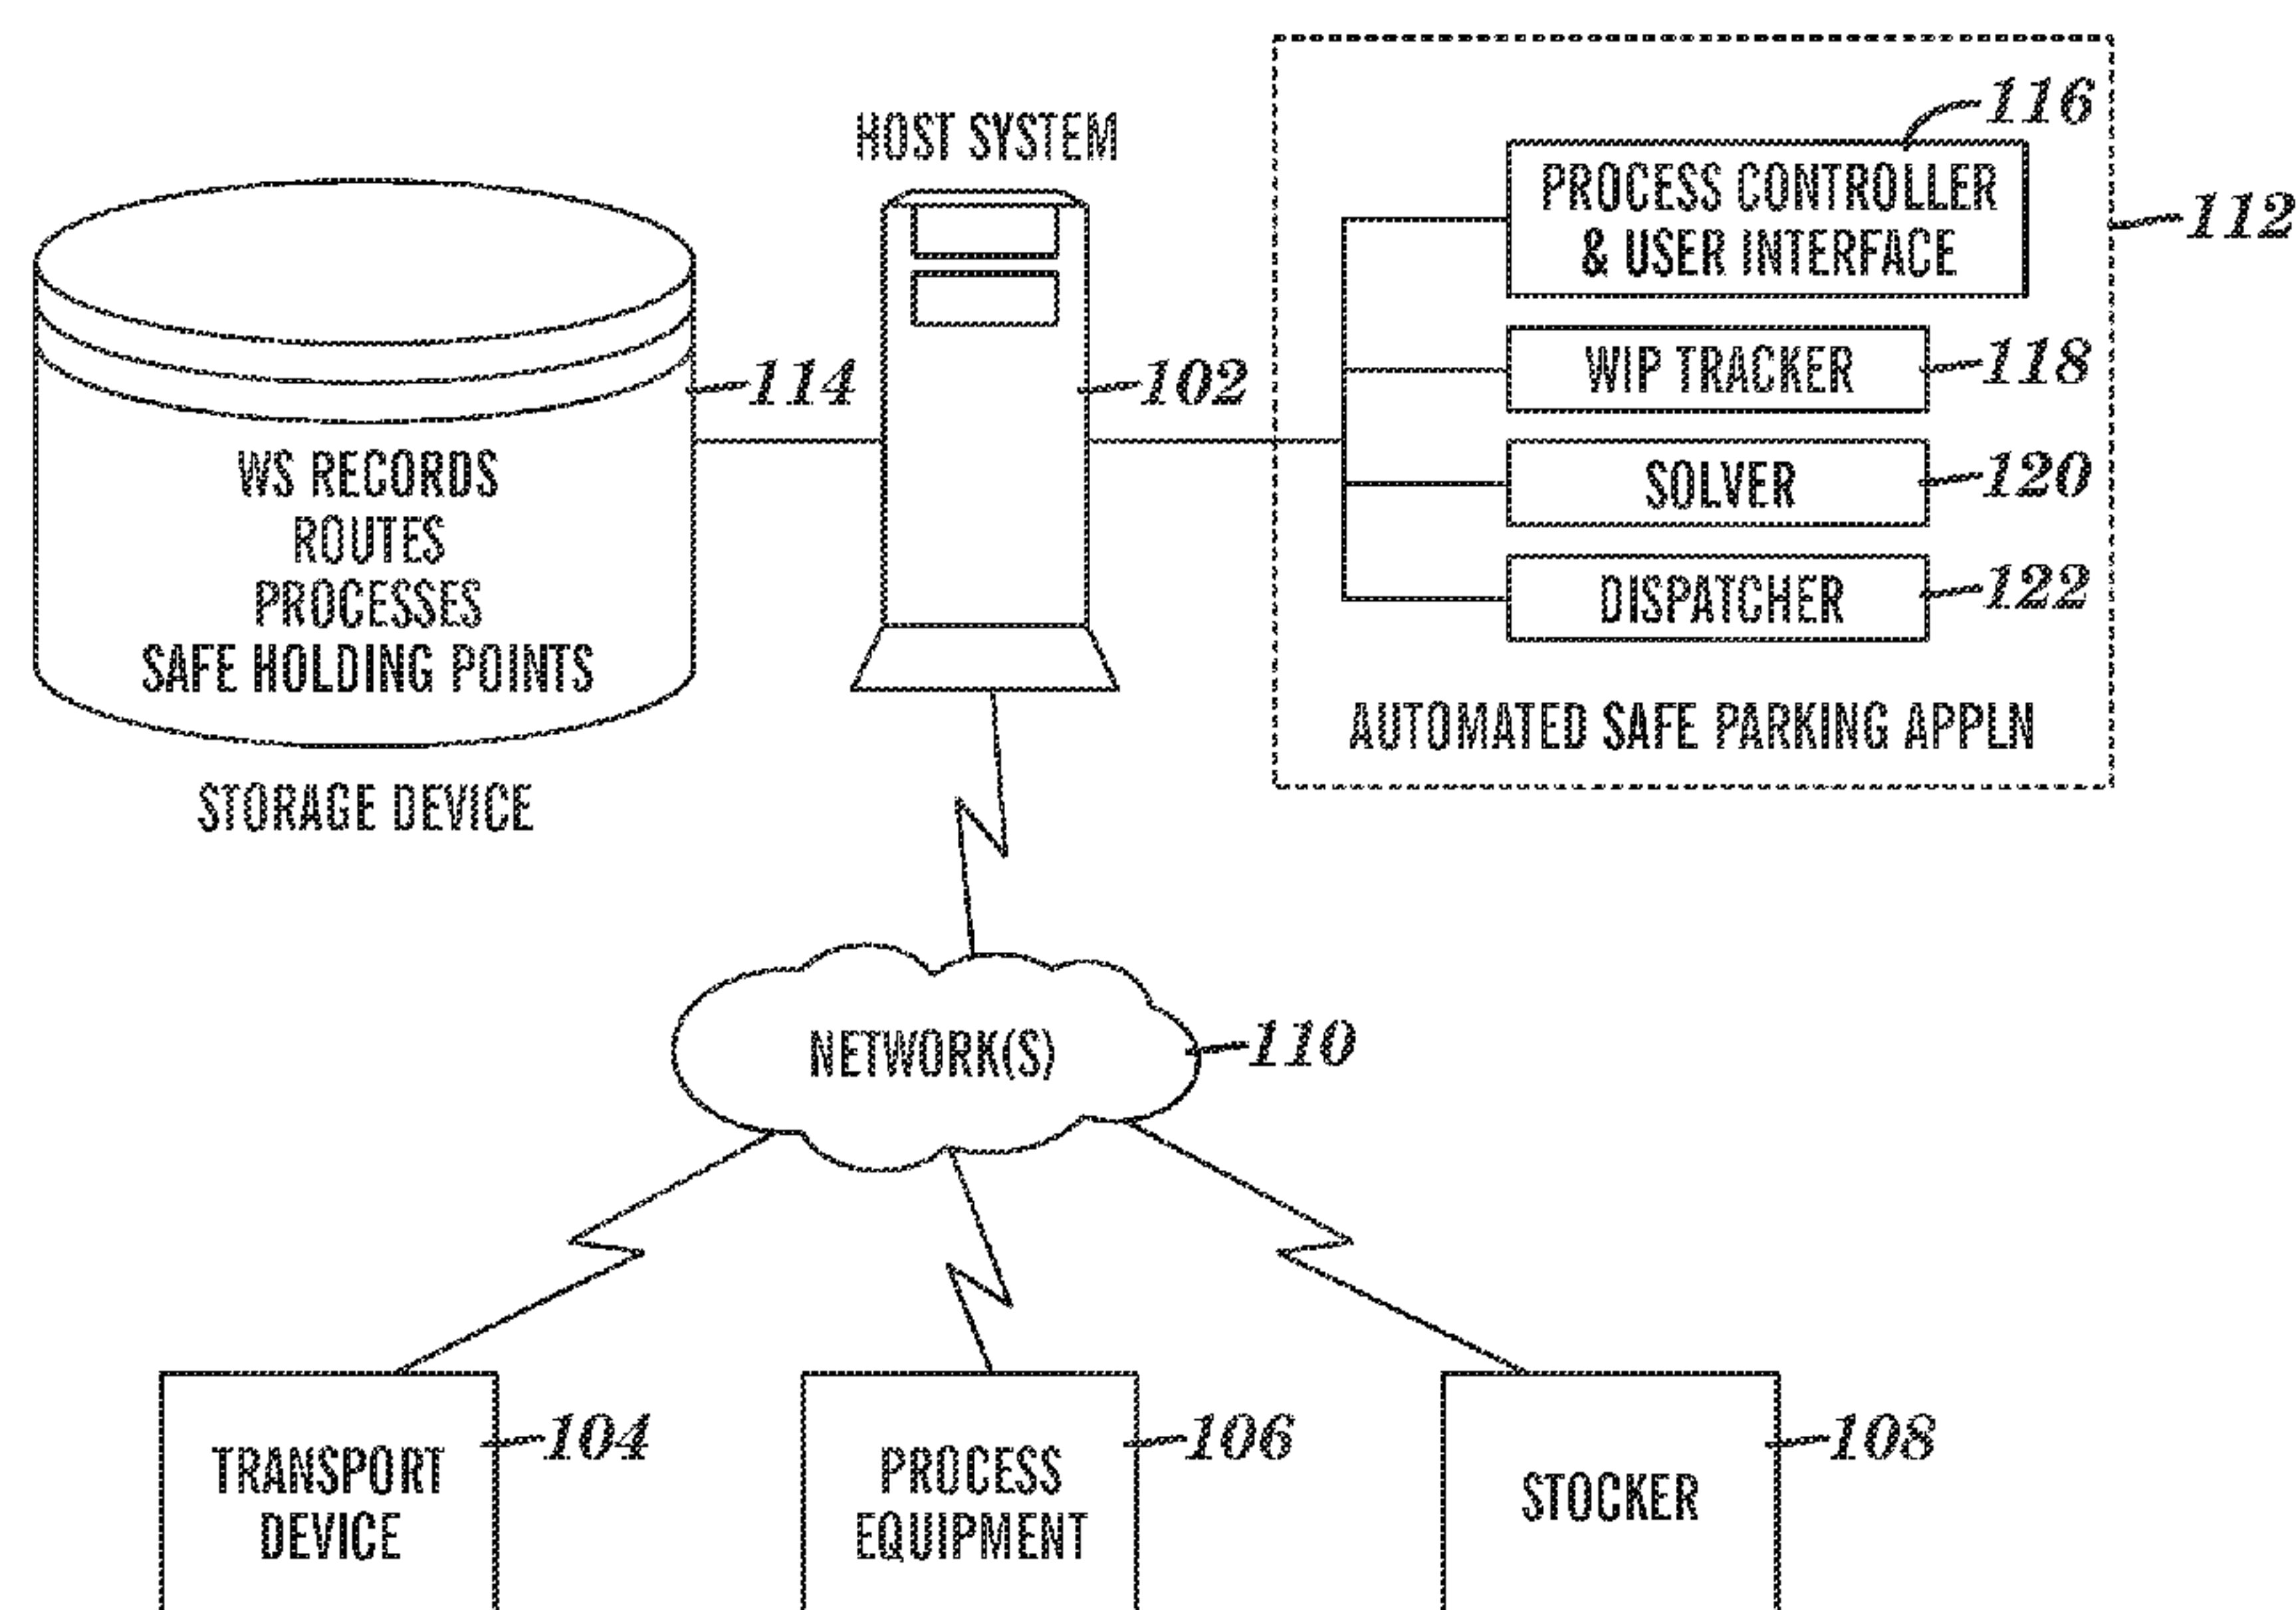 116
HOST SYSTEM
PROCESS CONTROLLER
& USER INTERFACE
112
WIP TRACKER
118
114
102
WS RECORDS
SOLVER
120
ROUTES
PROCESSES
DISPATCHER
122
SAFE HOLDING POINTS
AUTOMATED SAFE PARKING APPLN
STORAGE DEVICE
NETWORK(S)
110
TRANSPORT
DEVICE
104
PROCESS
EQUIPMENT
106
STOCKER
108